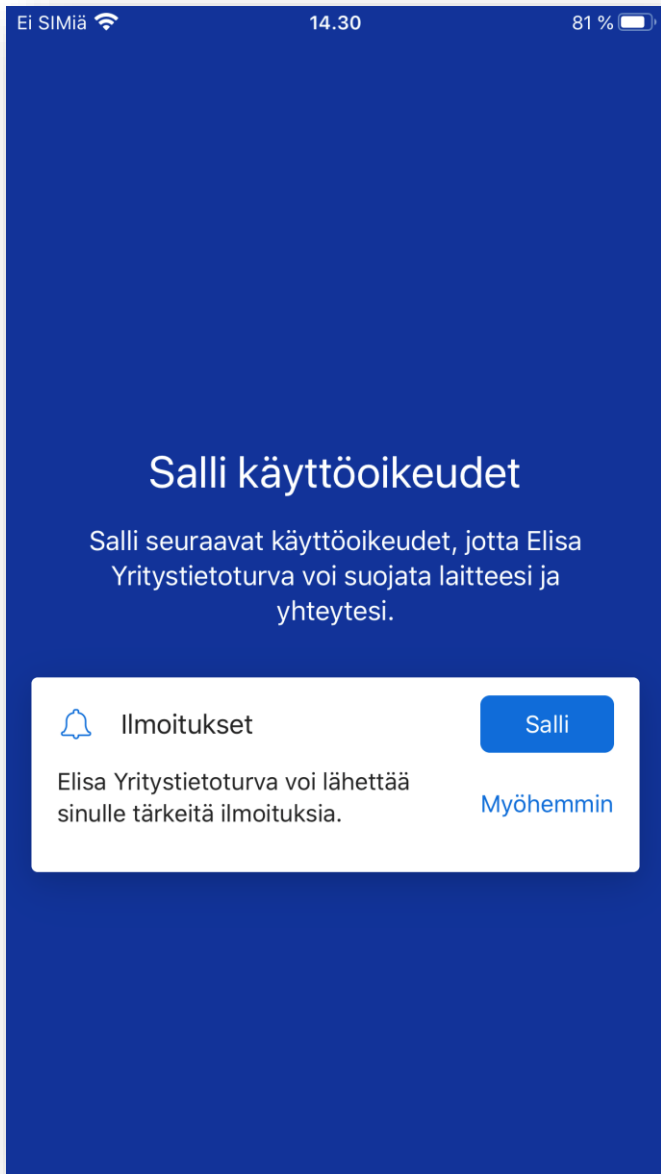 Ei SIMiä 14.30 81 %
Salli käyttöoikeudet
Salli seuraavat käyttöoikeudet, jotta Elisa
Yritystietoturva voi suojata laitteesi ja
yhteytesi.
Ilmoitukset
Salli
Elisa Yritystietoturva voi lähettää
sinulle tärkeitä ilmoituksia.
Myöhemmin